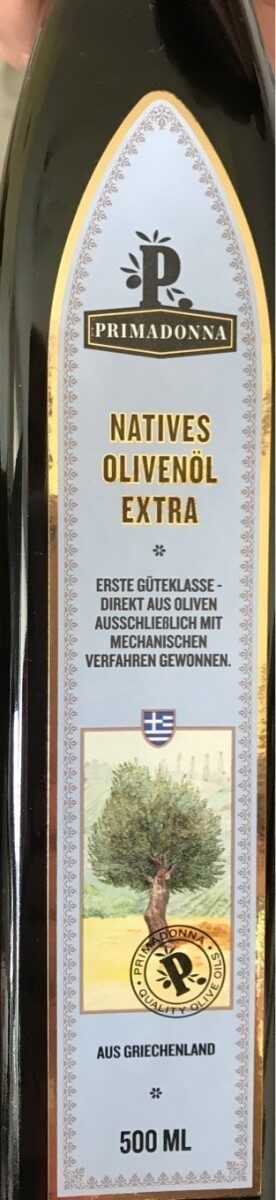 P
PRIMADONNA
NATIVES
OLIVENÖL
EXTRA
ERSTE GÜTEKLASSE -
DIREKT AUS OLIVEN
AUSSCHLIEßLICH MIT
MECHANISCHEN
VERFAHREN GEWONNEN.
PRIMADONNA
P
QUALITY OLIVE OILS
AUS GRIECHENLAND
500 ML